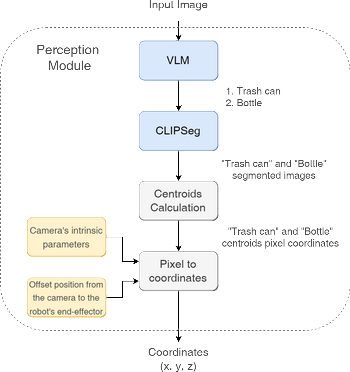 Input Image
Perception
Module
VLM
1. Trash can
2. Bottle
CLIPSeg
"Trash can" and "Bottle"
segmented images
Centroids
Calculation
"Trash can" and "Bottle"
centroids pixel coordinates
Camera's intrinsic
parameters
Pixel to
coordinates
Offset position from
the camera to the
robot's end-effector
Coordinates
(x, y, z)